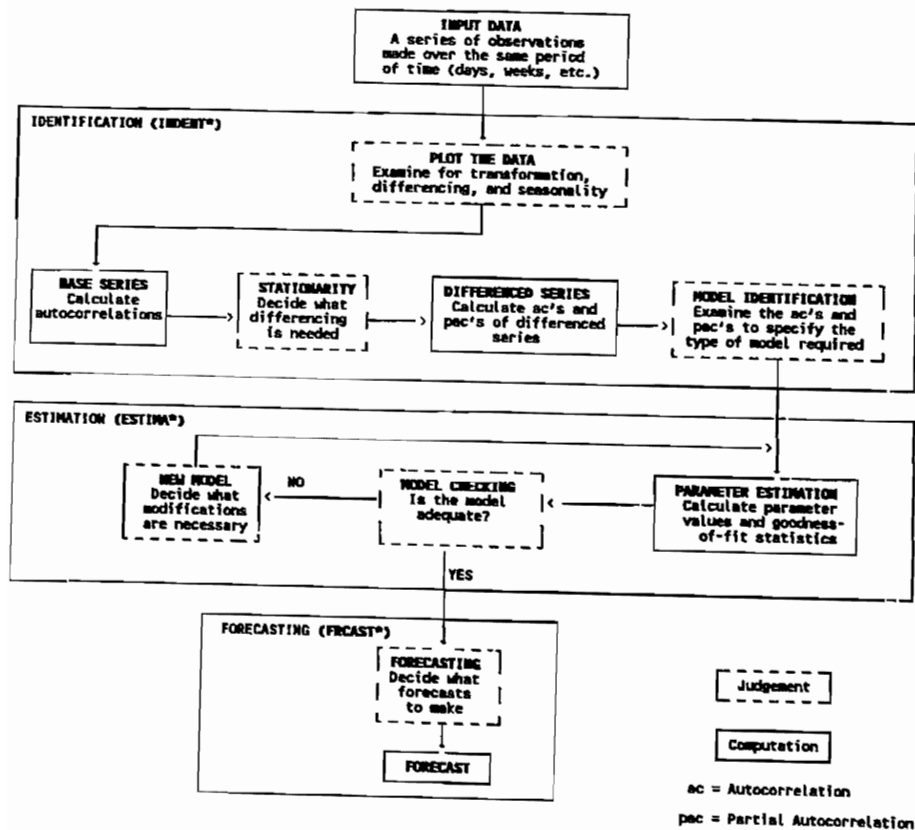 INPUT DATA
A series of observations
made over the same period
of time (days, weeks, etc.)
IDENTIFICATION (INDENT*)
PLOT THE DATA
Examine for transformation,
differencing, and seasonality
BASE SERIES
Calculate
autocorrelations
STATIONARITY
Decide what
differencing
is needed
DIFFERENCED SERIES
Calculate ac's and
pac's of differenced
series
MODEL IDENTIFICATION
Examine the ac's and
pac's to specify the
type of model required
ESTIMATION (ESTIMA*)
NEW MODEL
Decide what
modifications
are necessary
NO
MODEL CHECKING
Is the model
adequate?
PARAMETER ESTIMATION
Calculate parameter
values and goodness-
of-fit statistics
YES
FORECASTING (FRCAST*)
FORECASTING
Decide what
forecasts
to make
FORECAST
Judgement
Computation
ac = Autocorrelation
pac = Partial Autocorrelation